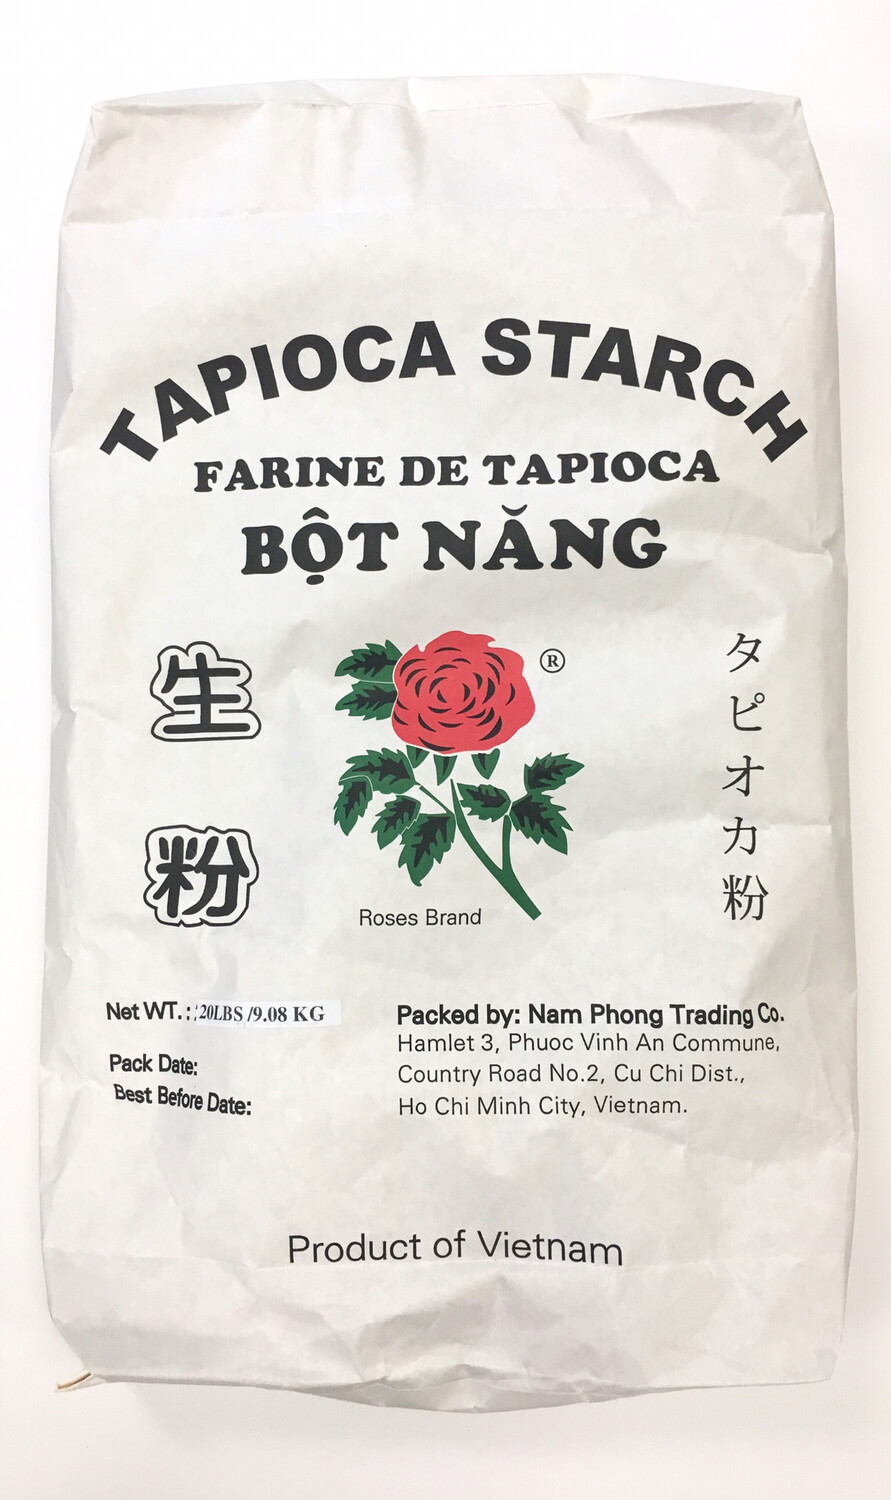 TAPIOCA STARCH
FARINE DE TAPIOCA
BỘT NĂNG
生粉
®
タピオカ粉
Roses Brand
Net WT.: 20LBS /9.08 KG
Pack Date:
Best Before Date:
Packed by: Nam Phong Trading Co.
Hamlet 3, Phuoc Vinh An Commune,
Country Road No.2, Cu Chi Dist.,
Ho Chi Minh City, Vietnam.
Product of Vietnam